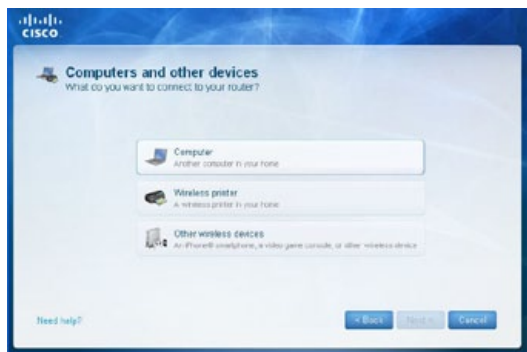 CISCO
Computers and other devices
What do you want to connect to your router?
Computer
Another computer in your home
Wireless printer
A wireless printer in your home
Other wireless devices
An iPhone® smartphone, a video game console, or other wireless device
Need help?
< Back
Next >
Cancel